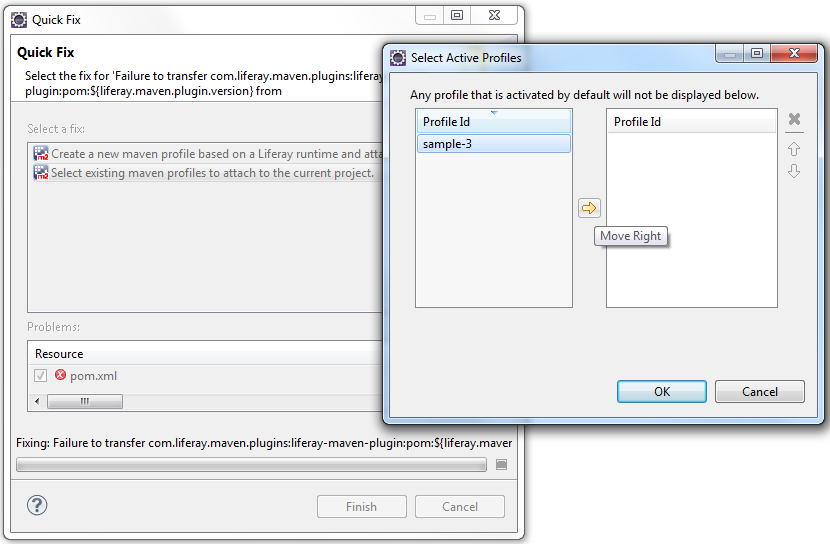 Quick Fix
Quick Fix
Select the fix for 'Failure to transfer com.liferay.maven.plugins:liferay
plugin:pom:${liferay.maven.plugin.version} from
Select a fix:
Create a new maven profile based on a Liferay runtime and atta
Select existing maven profiles to attach to the current project.
Problems:
Resource
pom.xml
Fixing: Failure to transfer com.liferay.maven.plugins:liferay-maven-plugin:pom:${liferay.maver
Finish
Cancel
Select Active Profiles
Any profile that is activated by default will not be displayed below.
Profile Id
sample-3
Profile Id
Move Right
OK
Cancel